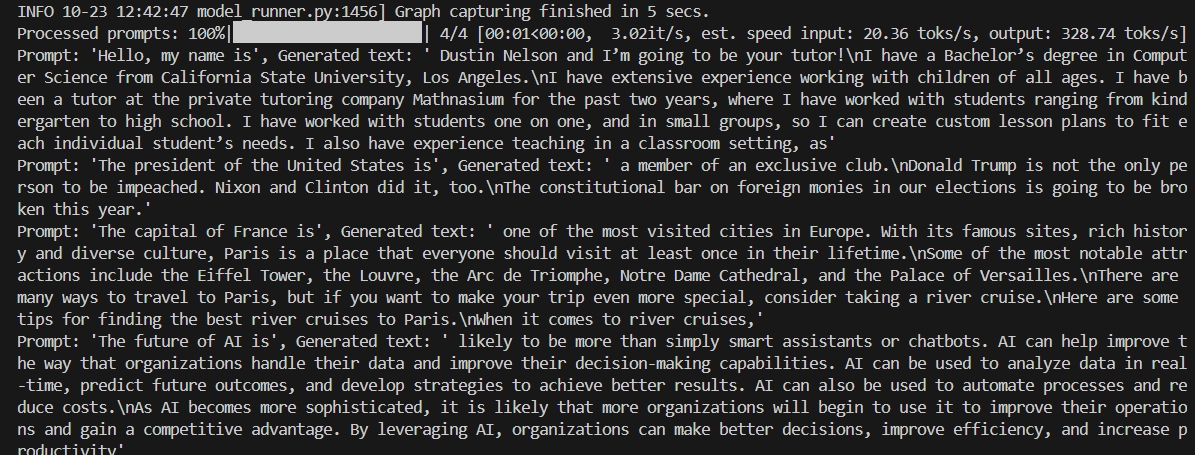 INFO 10-23 12:42:47 model_runner.py:1456] Graph capturing finished in 5 secs.
Processed prompts: 100%|██████████████████| 4/4 [00:01<00:00,  3.02it/s, est. speed input: 20.36 toks/s, output: 328.74 toks/s]
Prompt: 'Hello, my name is', Generated text: ' Dustin Nelson and I’m going to be your tutor!\nI have a Bachelor’s degree in Comput
er Science from California State University, Los Angeles.\nI have extensive experience working with children of all ages. I have b
een a tutor at the private tutoring company Mathnasium for the past two years, where I have worked with students ranging from kind
ergarten to high school. I have worked with students one on one, and in small groups, so I can create custom lesson plans to fit e
ach individual student’s needs. I also have experience teaching in a classroom setting, as'
Prompt: 'The president of the United States is', Generated text: ' a member of an exclusive club.\nDonald Trump is not the only pe
rson to be impeached. Nixon and Clinton did it, too.\nThe constitutional bar on foreign monies in our elections is going to be bro
ken this year.'
Prompt: 'The capital of France is', Generated text: ' one of the most visited cities in Europe. With its famous sites, rich histor
y and diverse culture, Paris is a place that everyone should visit at least once in their lifetime.\nSome of the most notable attr
actions include the Eiffel Tower, the Louvre, the Arc de Triomphe, Notre Dame Cathedral, and the Palace of Versailles.\nThere are
many ways to travel to Paris, but if you want to make your trip even more special, consider taking a river cruise.\nHere are some
tips for finding the best river cruises to Paris.\nWhen it comes to river cruises,'
Prompt: 'The future of AI is', Generated text: ' likely to be more than simply smart assistants or chatbots. AI can help improve t
he way that organizations handle their data and improve their decision-making capabilities. AI can be used to analyze data in real
-time, predict future outcomes, and develop strategies to achieve better results. AI can also be used to automate processes and re
duce costs.\nAs AI becomes more sophisticated, it is likely that more organizations will begin to use it to improve their operatio
ns and gain a competitive advantage. By leveraging AI, organizations can make better decisions, improve efficiency, and increase p
roductivity'